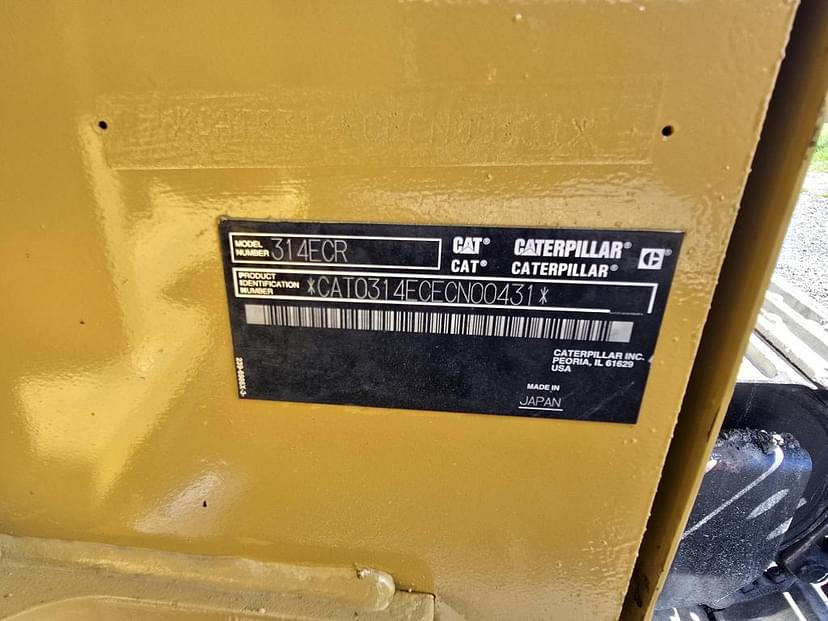 MODEL NUMBER 314ECR
CAT® CATERPILLAR®
CAT® CATERPILLAR®
PRODUCT IDENTIFICATION NUMBER *CAT0314ECECN00431*
CATERPILLAR INC.
PEORIA, IL 61629
USA
MADE IN
JAPAN